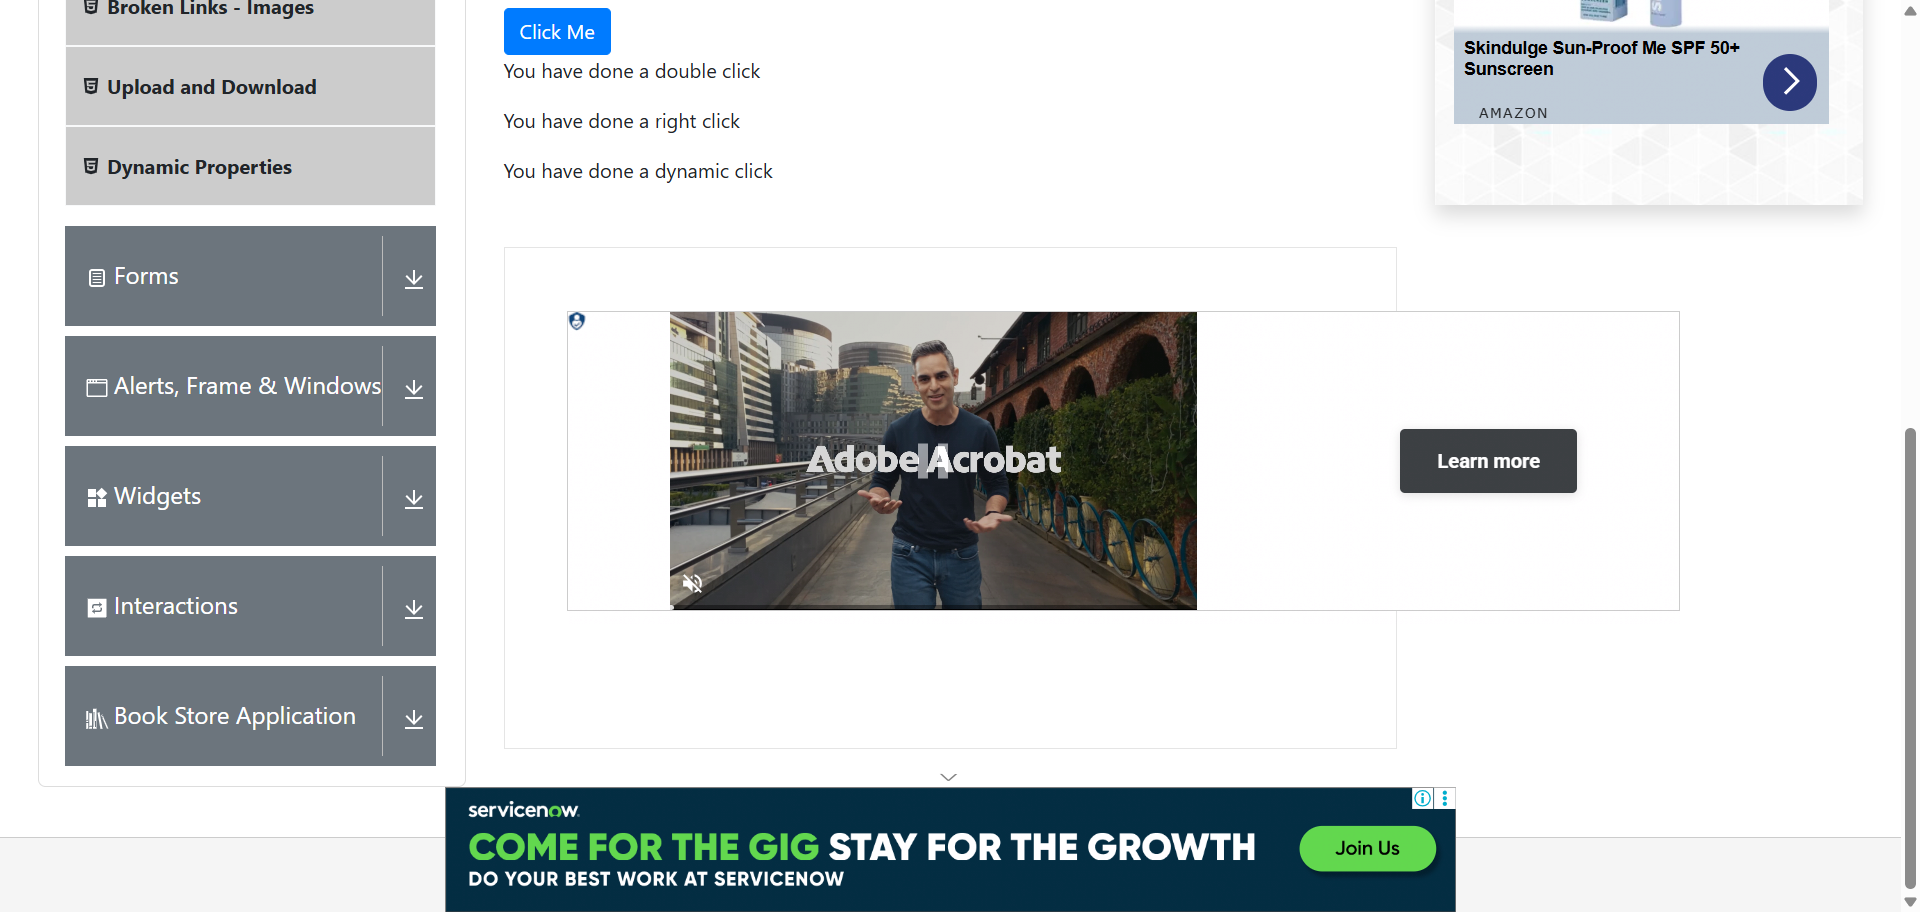 Broken Links - Images
Upload and Download
Dynamic Properties
Forms
Alerts, Frame & Windows
Widgets
Interactions
Book Store Application
Click Me
You have done a double click
You have done a right click
You have done a dynamic click
Skindulge Sun-Proof Me SPF 50+
Sunscreen
AMAZON
Adobe Acrobat
Learn more
servicenow
COME FOR THE GIG STAY FOR THE GROWTH
DO YOUR BEST WORK AT SERVICENOW
Join Us